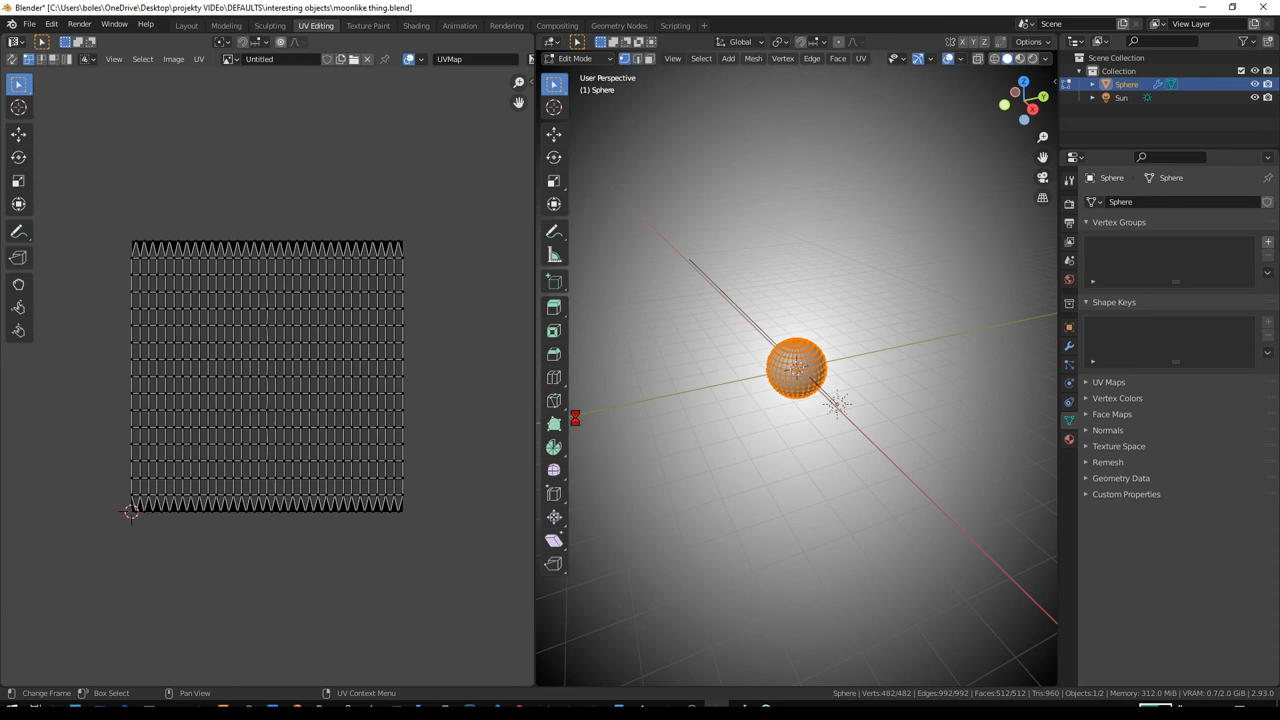 Blender* [C:\Users\boles\OneDrive\Desktop\projekty VIDEo\DEFAULTS\interesting objects\moonlike thing.blend]
File Edit Render Window Help Layout Modeling Sculpting UV Editing Texture Paint Shading Animation Rendering Compositing Geometry Nodes Scripting + Scene View Layer
Global X Y Z Options
View Select Image UV Untitled UVMap Edit Mode View Select Add Mesh Vertex Edge Face UV Scene Collection
Collection
Sphere
Sun
User Perspective
(1) Sphere
Z
Y
X
Sphere Sphere
Sphere
Vertex Groups
Shape Keys
UV Maps
Vertex Colors
Face Maps
Normals
Texture Space
Remesh
Geometry Data
Custom Properties
Change Frame Box Select Pan View UV Context Menu Sphere | Verts:482/482 | Edges:992/992 | Faces:512/512 | Tris:960 | Objects:1/2 | Memory: 312.0 MiB | VRAM: 0.7/2.0 GiB | 2.93.0